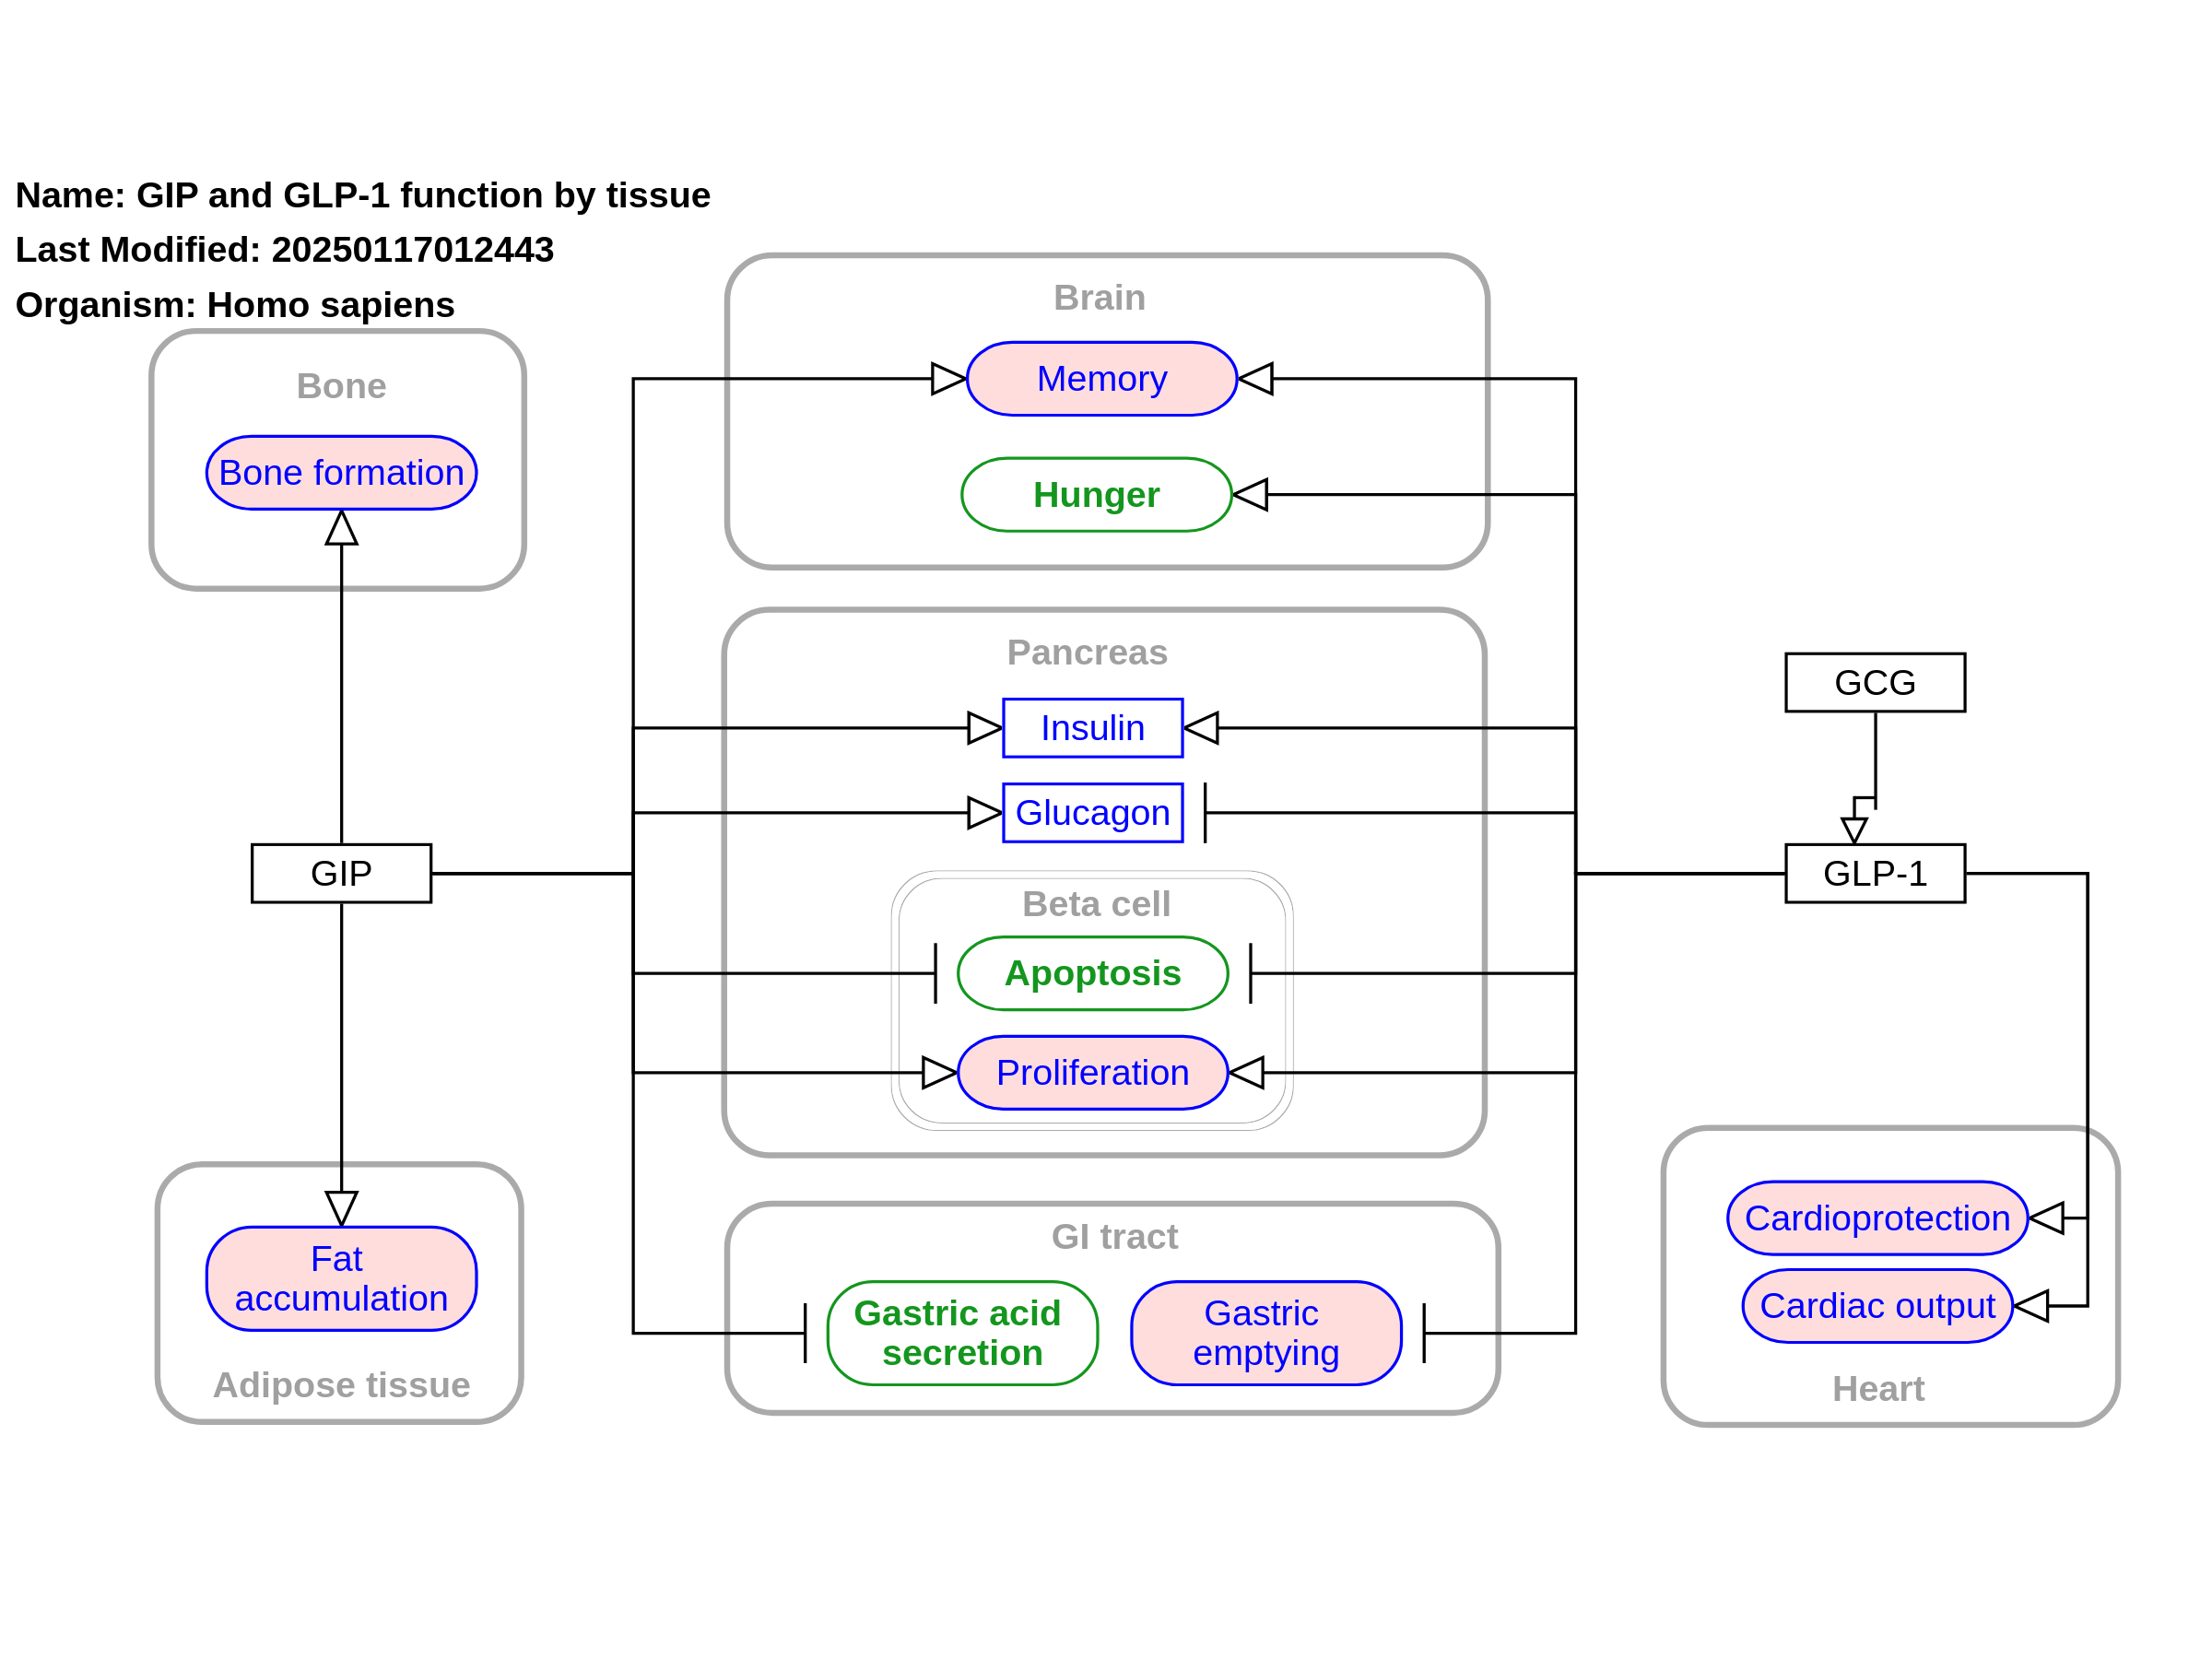 Name: GIP and GLP-1 function by tissue
Last Modified: 20250117012443
Organism: Homo sapiens
Bone
Bone formation
GIP
Fat
accumulation
Adipose tissue
Brain
Memory
Hunger
Pancreas
Insulin
Glucagon
Beta cell
Apoptosis
Proliferation
GI tract
Gastric acid
secretion
Gastric
emptying
GCG
GLP-1
Cardioprotection
Cardiac output
Heart